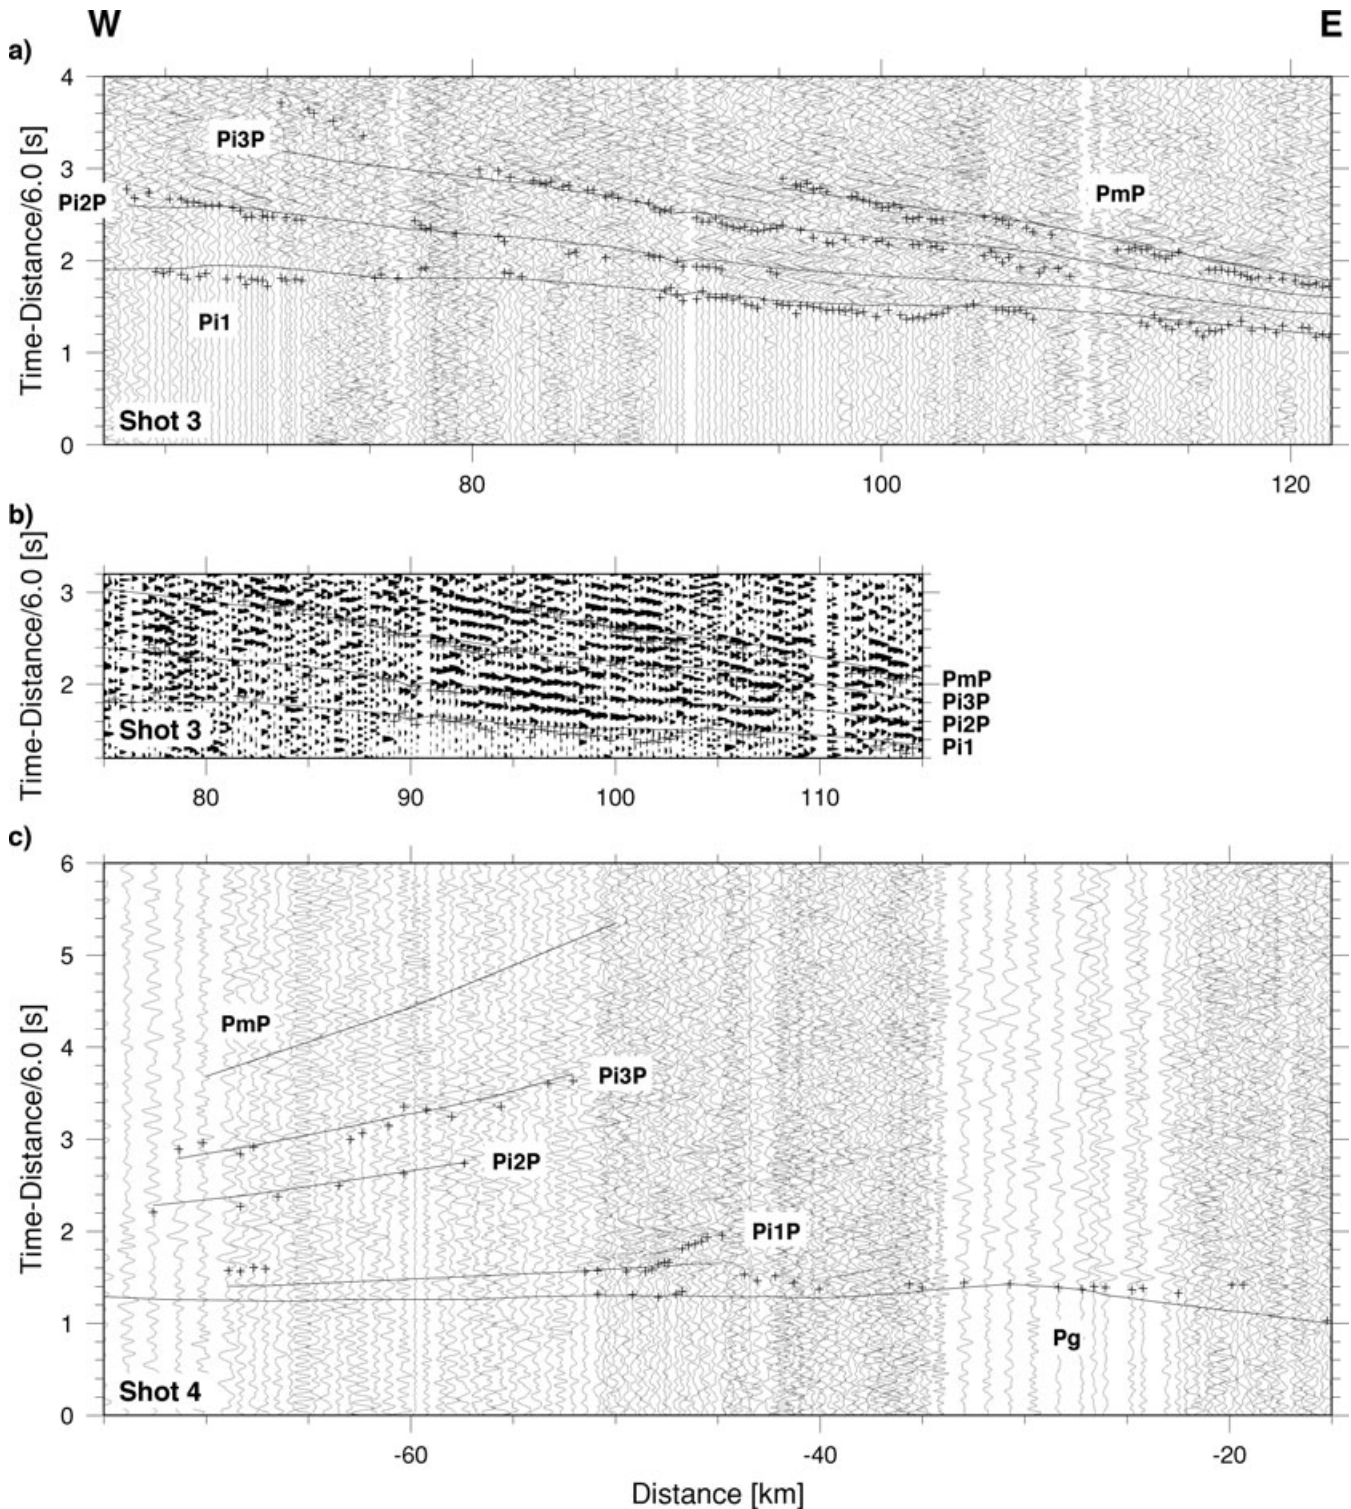 W E
a)
4
3
2
1
0
Time-Distance/6.0 [s]
Pi3P
Pi2P
PmP
Pi1
Shot 3
80 100 120
b)
3
2
Time-Distance/6.0 [s]
PmP
Pi3P
Pi2P
Pi1
Shot 3
80 90 100 110
c)
6
5
4
3
2
1
0
Time-Distance/6.0 [s]
PmP
Pi3P
Pi2P
Pi1P
Pg
Shot 4
-60 -40 -20
Distance [km]